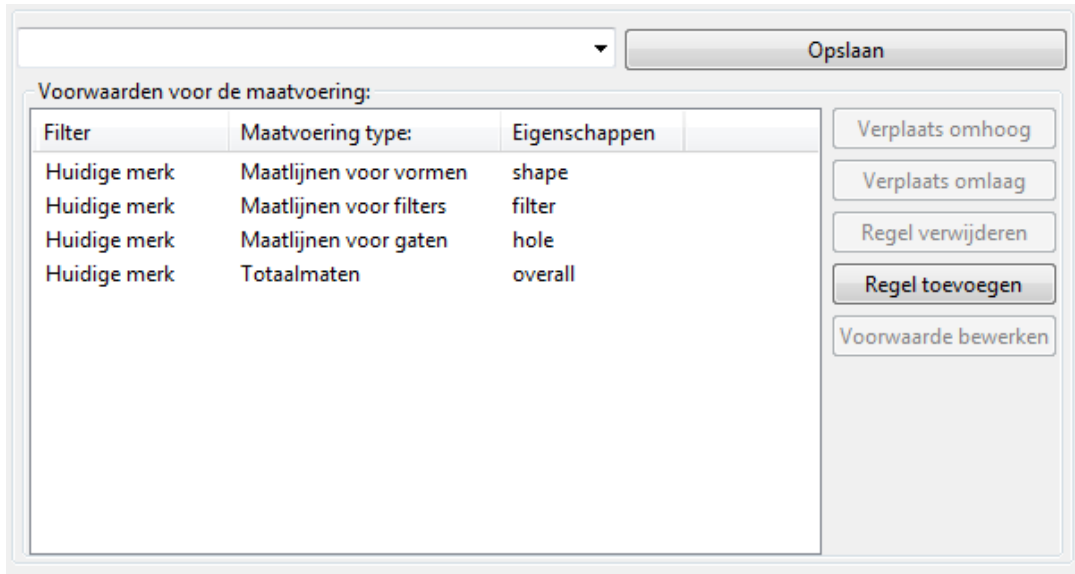 Opslaan
Voorwaarden voor de maatvoering:
Filter Maatvoering type: Eigenschappen
Huidige merk Maatlijnen voor vormen shape
Huidige merk Maatlijnen voor filters filter
Huidige merk Maatlijnen voor gaten hole
Huidige merk Totaalmaten overall
Verplaats omhoog
Verplaats omlaag
Regel verwijderen
Regel toevoegen
Voorwaarde bewerken